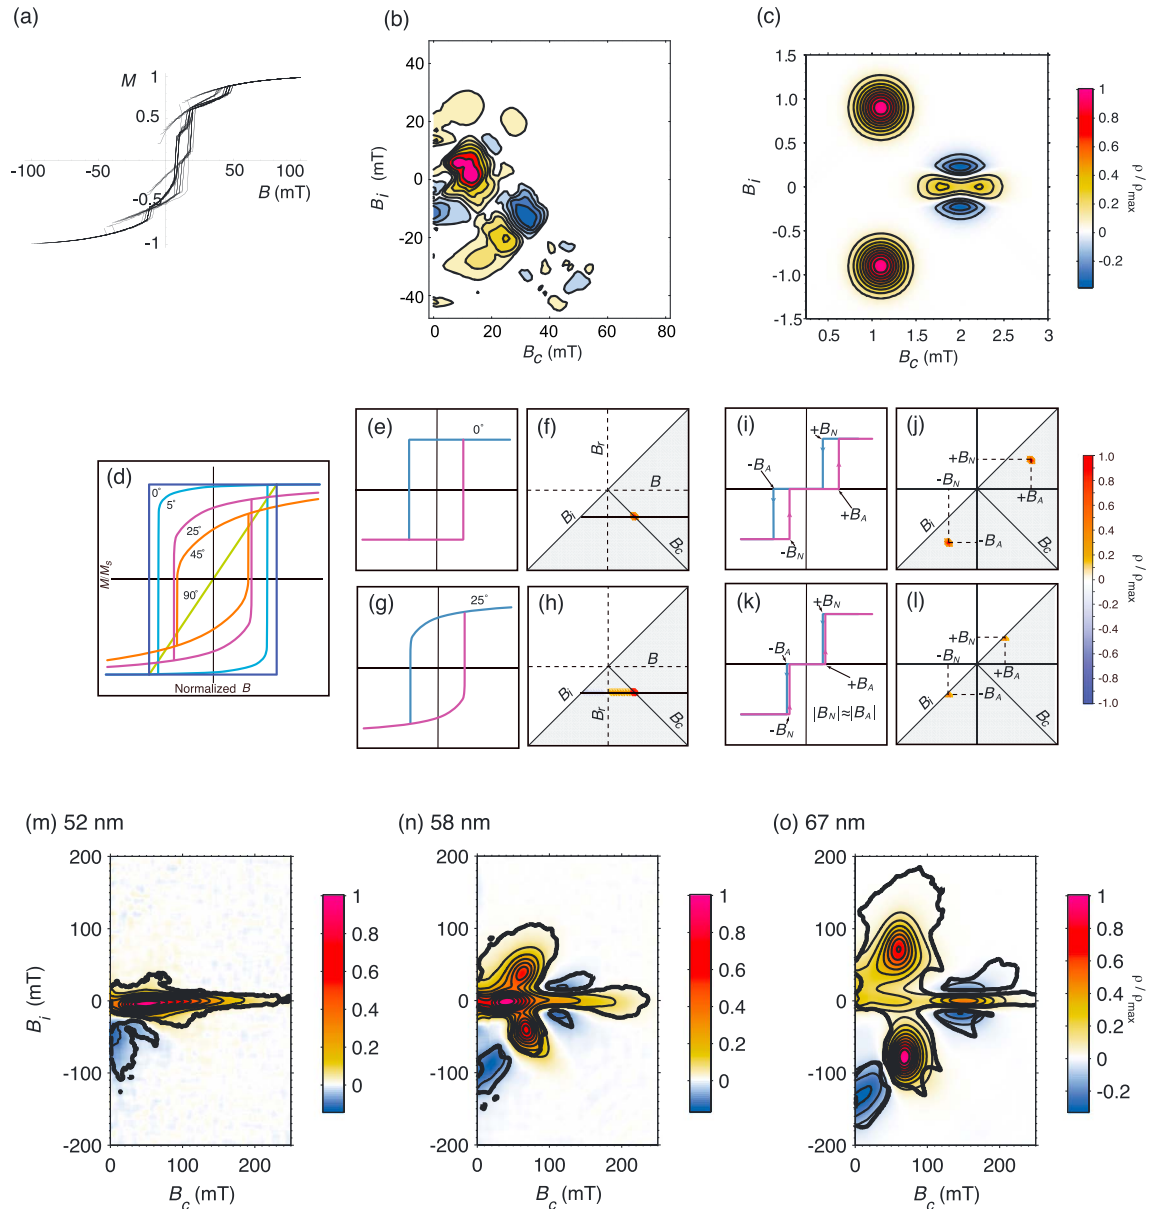 (a)
M
1
0.5
-100
-50
50
100
B (mT)
-0.5
-1
(b)
40
20
0
-20
-40
B_i (mT)
0
20
40
60
80
B_c (mT)
(c)
1.5
1.0
0.5
0
-0.5
-1.0
-1.5
B_i
0.5
1
1.5
2
2.5
3
B_c (mT)
1
0.8
0.6
0.4
0.2
0
-0.2
ρ / ρmax
(d)
0°
5°
25°
45°
90°
M/Ms
Normalized B
(e)
0°
(f)
B_r
B
B_i
B_c
(g)
25°
(h)
B
B_i
B_r
B_c
(i)
+B_N
-B_A
+B_A
-B_N
(j)
+B_N
-B_N
+B_A
B_i
-B_A
B_c
(k)
+B_N
-B_A
+B_A
-B_N
|B_N|≈|B_A|
(l)
+B_N
-B_N
+B_A
B_i
-B_A
B_c
1.0
0.8
0.6
0.4
0.2
0
-0.2
-0.4
-0.6
-0.8
-1.0
ρ / ρmax
(m) 52 nm
200
100
0
-100
-200
B_i (mT)
0
100
200
B_c (mT)
1
0.8
0.6
0.4
0.2
0
(n) 58 nm
200
100
0
-100
-200
0
100
200
B_c (mT)
1
0.8
0.6
0.4
0.2
0
(o) 67 nm
200
100
0
-100
-200
0
100
200
B_c (mT)
1
0.8
0.6
0.4
0.2
0
-0.2
ρ / ρmax